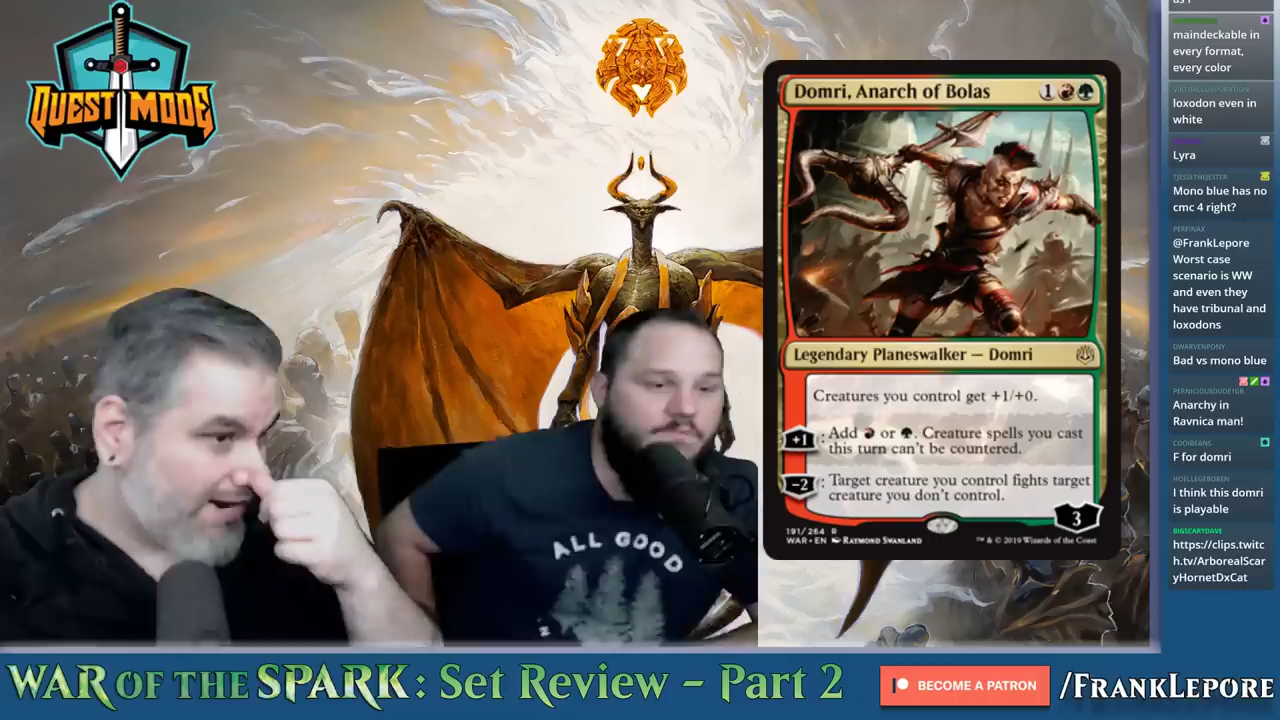 QUEST MODE
Domri, Anarch of Bolas 1
Legendary Planeswalker — Domri
Creatures you control get +1/+0.
+1 : Add or . Creature spells you cast
this turn can't be countered.
−2 : Target creature you control fights target
creature you don't control.
3
191/264 R
WAR • EN RAYMOND SWANLAND
™ & © 2019 Wizards of the Coast
ALL GOOD
maindeckable in
every format,
every color
loxodon even in
white
Lyra
TJESSETHEJESTER
Mono blue has no
cmc 4 right?
PERFINAX
@FrankLepore
Worst case
scenario is WW
and even they
have tribunal and
loxodons
DWARVENPONY
Bad vs mono blue
PERNICIOUSDUDE1GB
Anarchy in
Ravnica man!
COOIBEANS
F for domri
HOELLEGEBOREN
I think this domri
is playable
BIGSCARYDAVE
https://clips.twitc
h.tv/ArborealScar
yHornetDxCat
WAR OF THE SPARK: Set Review - Part 2
BECOME A PATRON
/FRANKLEPORE